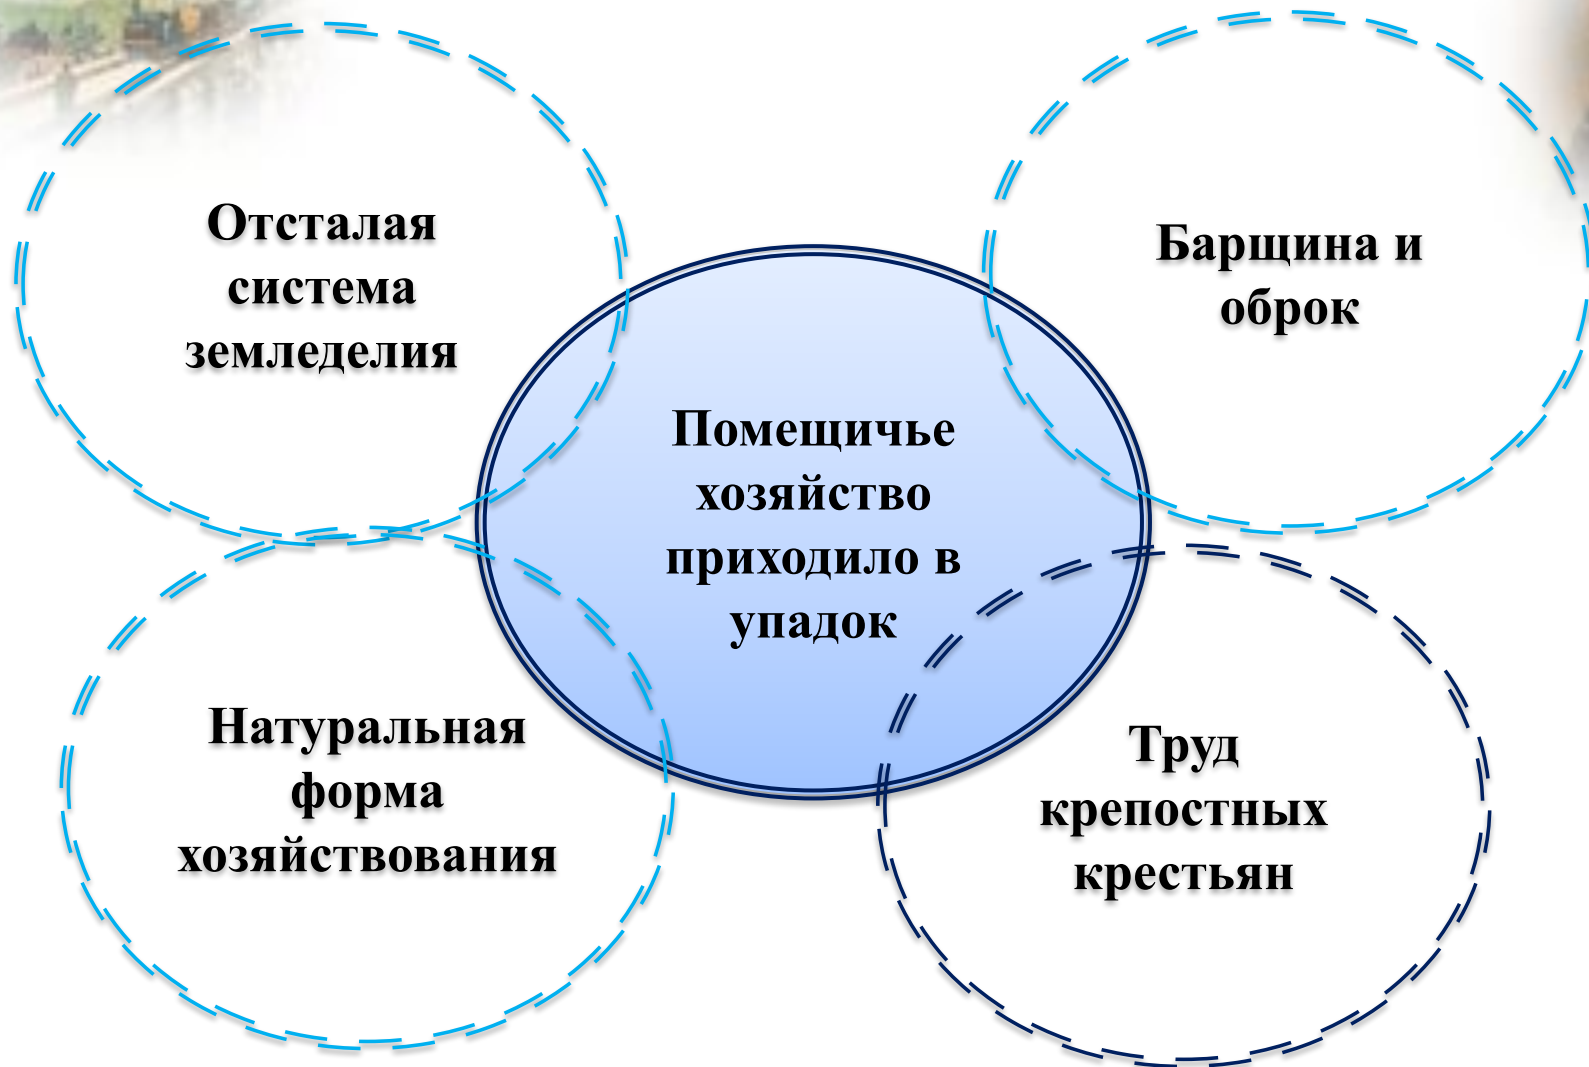 Отсталая
система
земледелия
Барщина и
оброк
Помещичье
хозяйство
приходило в
упадок
Натуральная
форма
хозяйствования
Труд
крепостных
крестьян